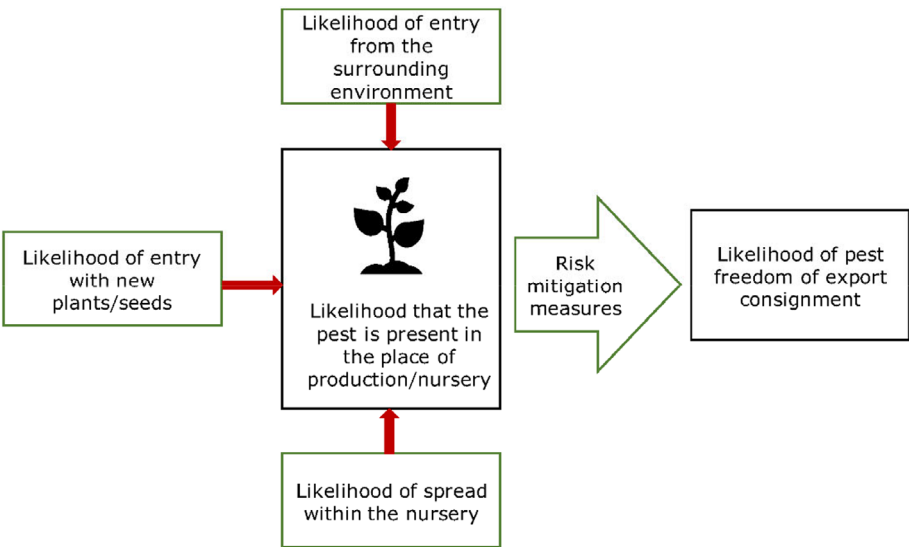 Likelihood of entry
from the
surrounding
environment
Likelihood of entry
with new
plants/seeds
Likelihood that the
pest is present in
the place of
production/nursery
Risk
mitigation
measures
Likelihood of pest
freedom of export
consignment
Likelihood of spread
within the nursery